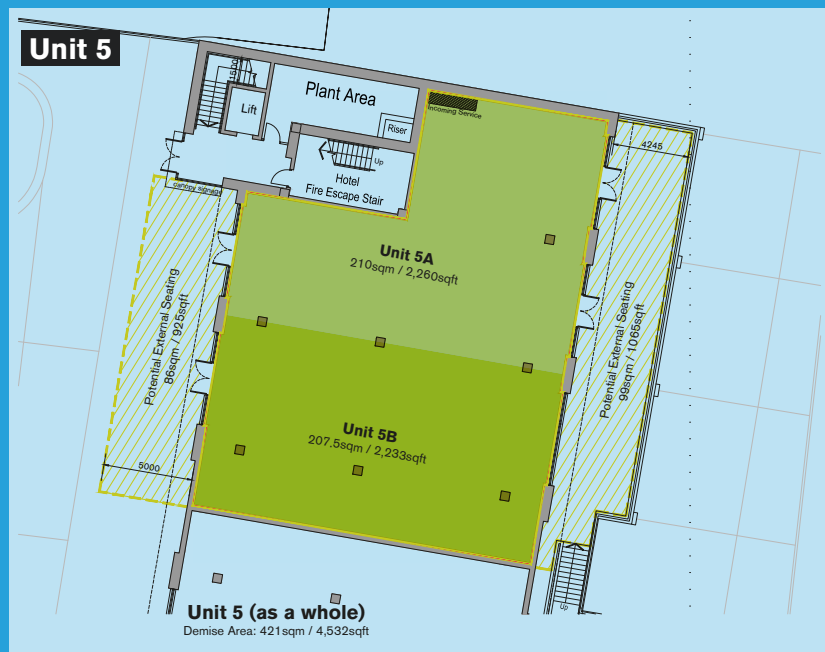 Unit 5
1500
Lift
Plant Area
Riser
Incoming Service
4245
Up
Hotel
Fire Escape Stair
canopy signage
Unit 5A
210sqm / 2,260sqft
Potential External Seating
86sqm / 925sqft
Potential External Seating
99sqm / 1065sqft
Unit 5B
207.5sqm / 2,233sqft
5000
Up
Unit 5 (as a whole)
Demise Area: 421sqm / 4,532sqft